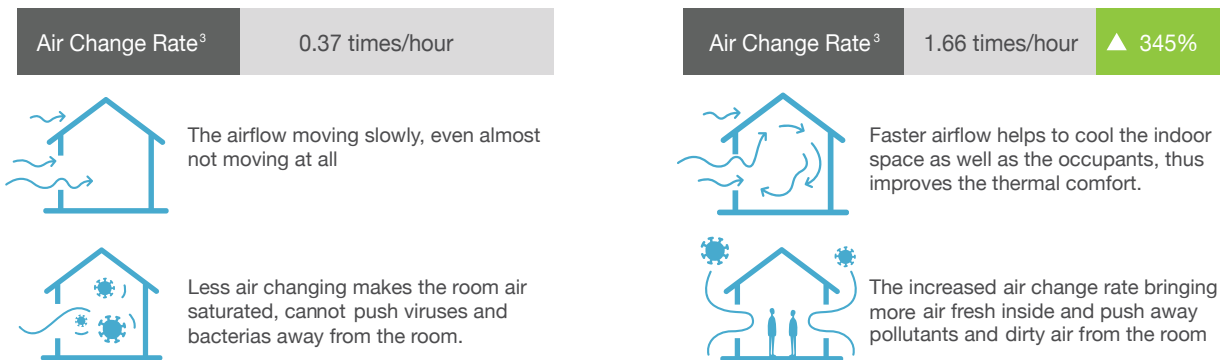 Air Change Rate³ 0.37 times/hour
The airflow moving slowly, even almost
not moving at all
Less air changing makes the room air
saturated, cannot push viruses and
bacterias away from the room.
Air Change Rate³ 1.66 times/hour ▲ 345%
Faster airflow helps to cool the indoor
space as well as the occupants, thus
improves the thermal comfort.
The increased air change rate bringing
more air fresh inside and push away
pollutants and dirty air from the room